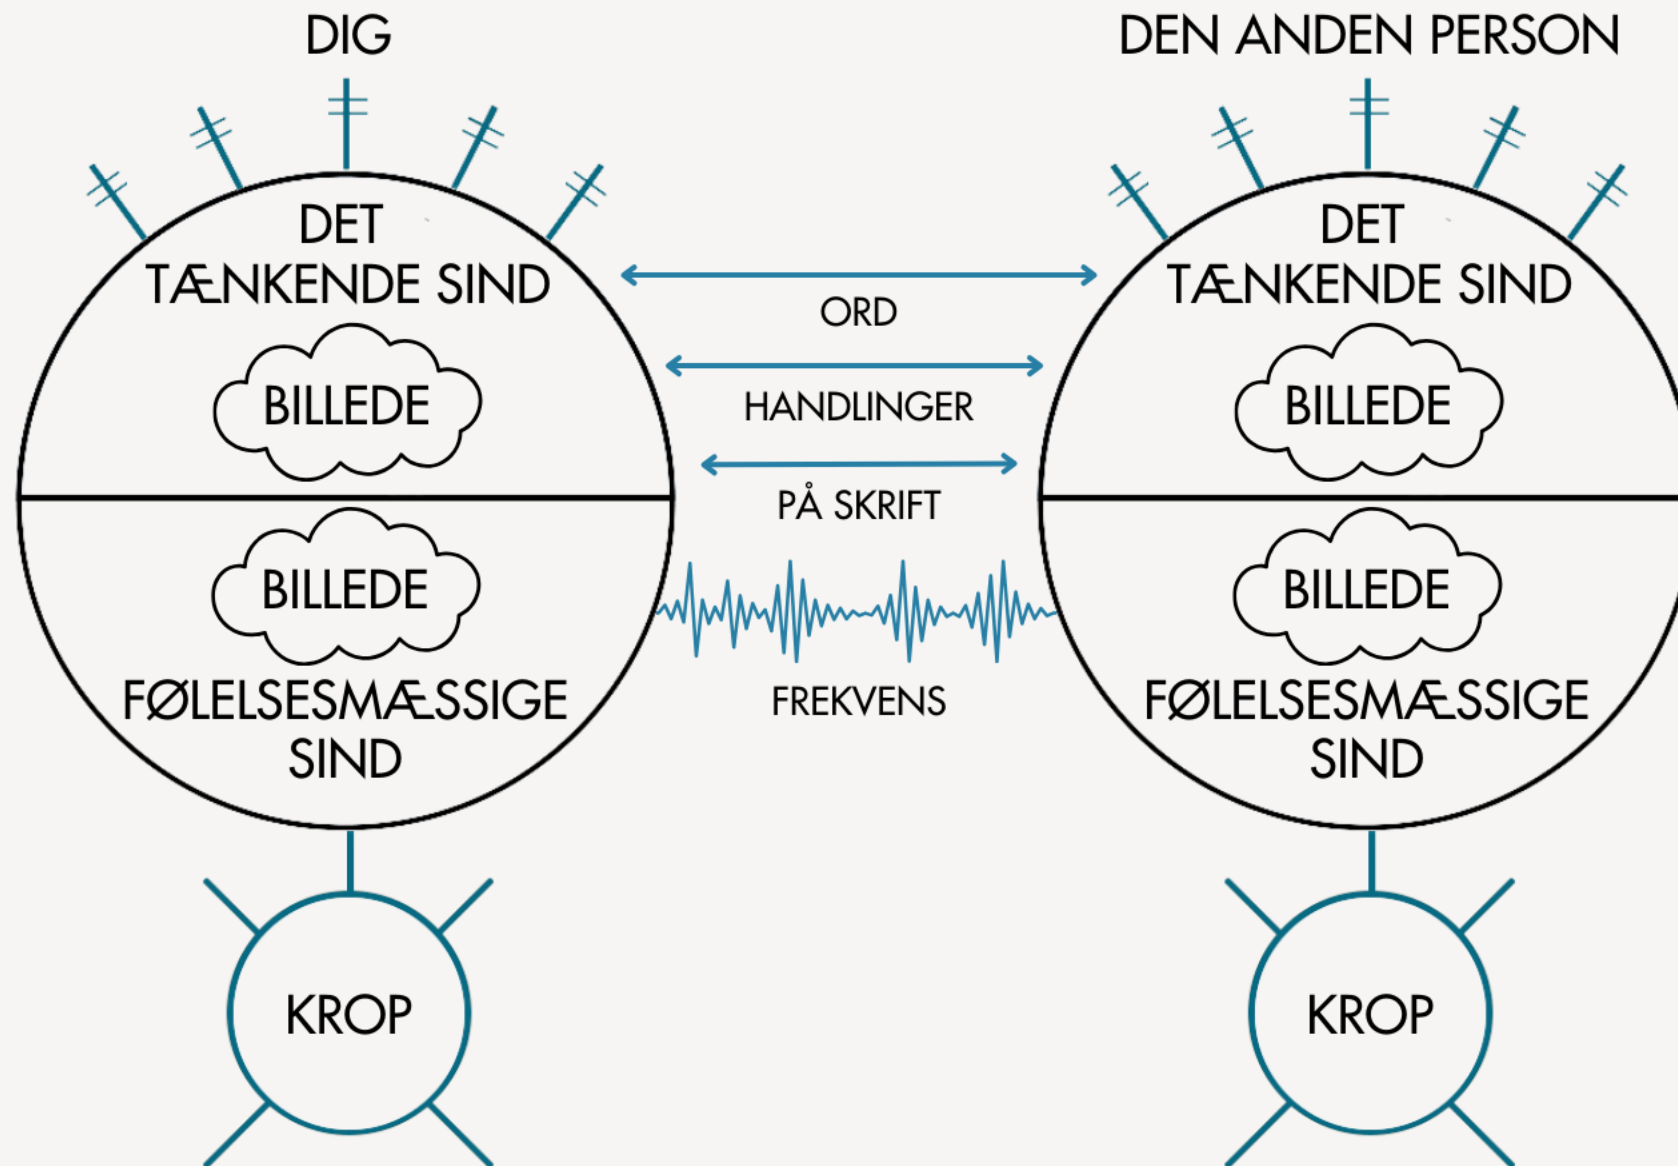 DIG
DET
TÆNKENDE SIND
BILLEDE
BILLEDE
FØLELSESMÆSSIGE
SIND
KROP
ORD
HANDLINGER
PÅ SKRIFT
FREKVENS
DEN ANDEN PERSON
DET
TÆNKENDE SIND
BILLEDE
BILLEDE
FØLELSESMÆSSIGE
SIND
KROP